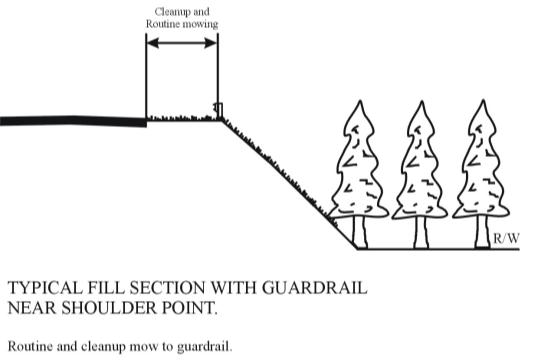 Cleanup and
Routine mowing
R/W
TYPICAL FILL SECTION WITH GUARDRAIL
NEAR SHOULDER POINT.
Routine and cleanup mow to guardrail.